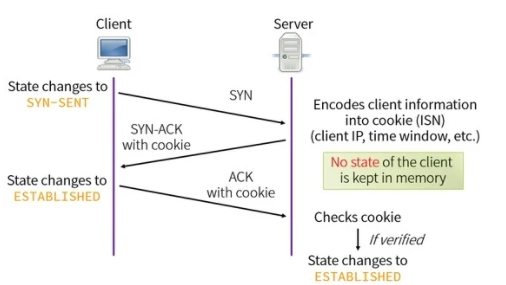 Client
Server
State changes to
SYN-SENT
SYN
Encodes client information
into cookie (ISN)
(client IP, time window, etc.)
SYN-ACK
with cookie
No state of the client
is kept in memory
State changes to
ESTABLISHED
ACK
with cookie
Checks cookie
If verified
State changes to
ESTABLISHED